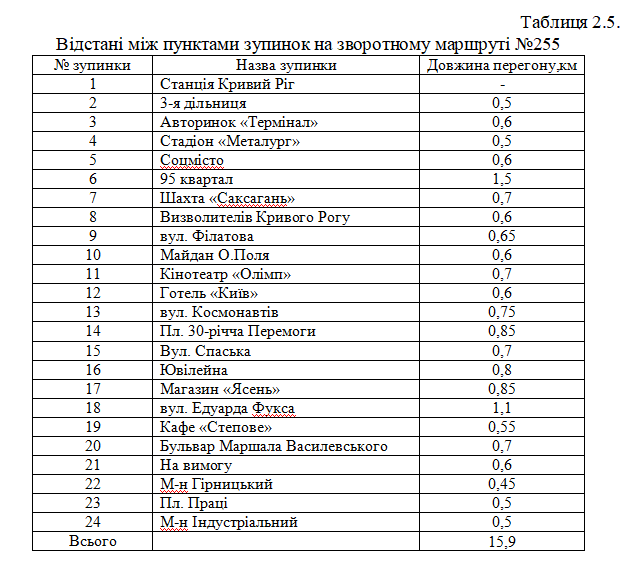 Таблиця 2.5.
Відстані між пунктами зупинок на зворотному маршруті №255
№ зупинки Назва зупинки Довжина перегону,км
1 Станція Кривий Ріг -
2 3-я дільниця 0,5
3 Авторинок «Термінал» 0,6
4 Стадіон «Металург» 0,5
5 Соцмісто 0,6
6 95 квартал 1,5
7 Шахта «Саксагань» 0,7
8 Визволителів Кривого Рогу 0,6
9 вул. Філатова 0,65
10 Майдан О.Поля 0,6
11 Кінотеатр «Олімп» 0,7
12 Готель «Київ» 0,6
13 вул. Космонавтів 0,75
14 Пл. 30-річча Перемоги 0,85
15 Вул. Спаська 0,7
16 Ювілейна 0,8
17 Магазин «Ясень» 0,85
18 вул. Едуарда Фукса 1,1
19 Кафе «Степове» 0,55
20 Бульвар Маршала Василевського 0,7
21 На вимогу 0,6
22 М-н Гірницький 0,45
23 Пл. Праці 0,5
24 М-н Індустріальний 0,5
Всього 15,9